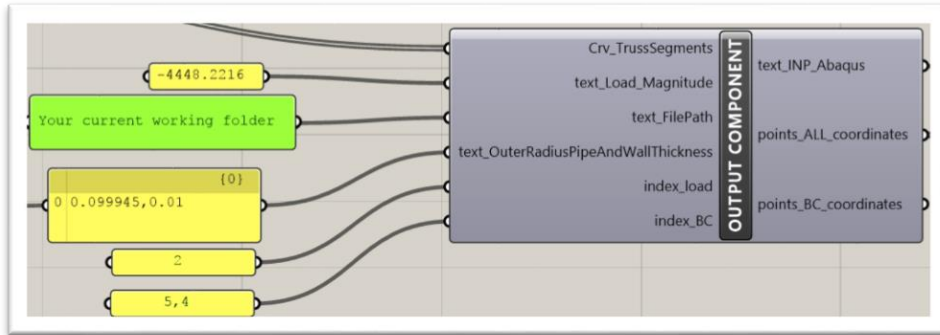 Crv_TrussSegments
-4448.2216
text_Load_Magnitude
Your current working folder
text_FilePath
{0}
0 0.099945,0.01
text_OuterRadiusPipeAndWallThickness
2
index_load
5,4
index_BC
OUTPUT COMPONENT
text_INP_Abaqus
points_ALL_coordinates
points_BC_coordinates